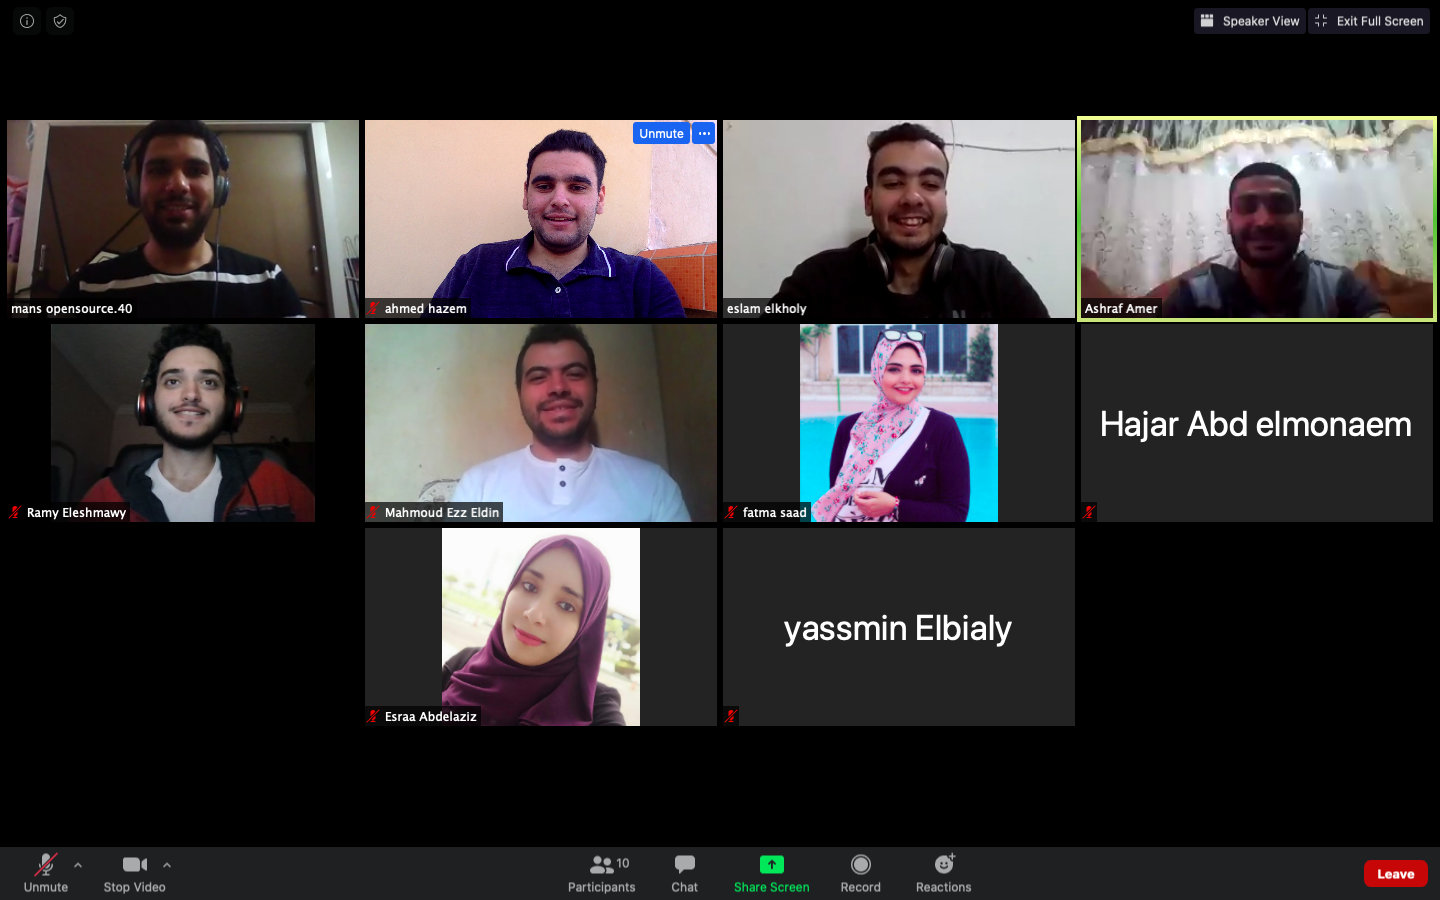 Speaker View
Exit Full Screen
Unmute
mans opensource.40
ahmed hazem
eslam elkholy
Ashraf Amer
Ramy Eleshmawy
Mahmoud Ezz Eldin
fatma saad
Hajar Abd elmonaem
Esraa Abdelaziz
yassmin Elbialy
Unmute
Stop Video
10
Participants
Chat
Share Screen
Record
Reactions
Leave